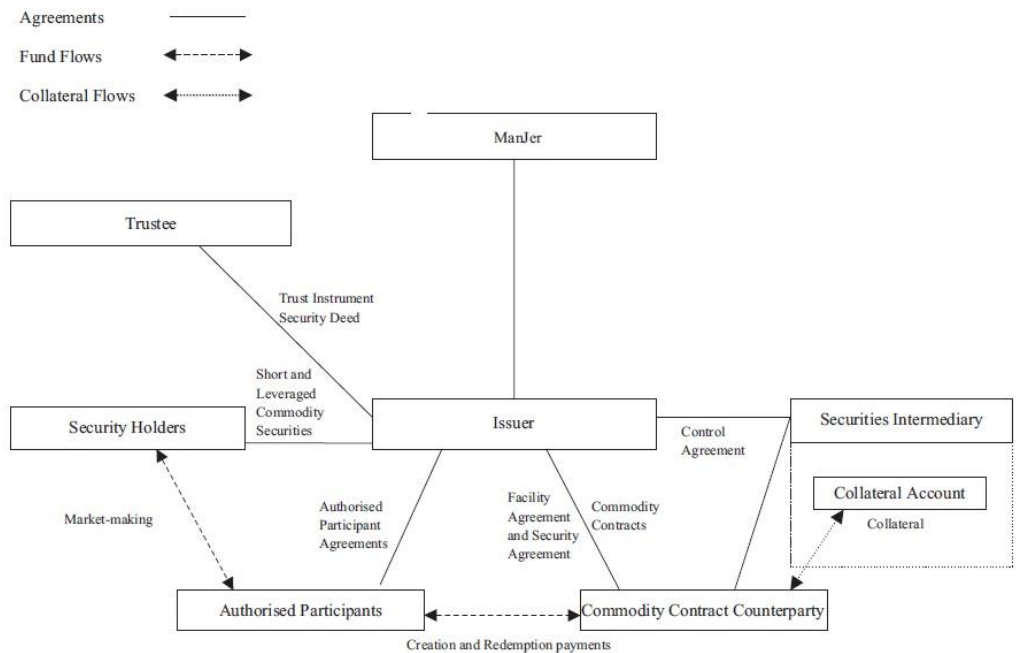 Agreements
Fund Flows
Collateral Flows
ManJer
Trustee
Trust Instrument
Security Deed
Short and
Leveraged
Commodity
Securities
Security Holders
Issuer
Securities Intermediary
Control
Agreement
Collateral Account
Collateral
Market-making
Authorised
Participant
Agreements
Facility
Agreement
and Security
Agreement
Commodity
Contracts
Authorised Participants
Commodity Contract Counterparty
Creation and Redemption payments